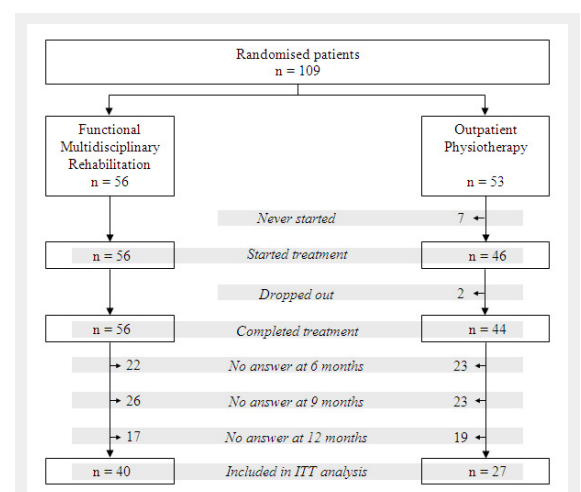 Randomised patients
n = 109
Functional
Multidisciplinary
Rehabilitation
n = 56
Outpatient
Physiotherapy
n = 53
Never started 7
n = 56 Started treatment n = 46
Dropped out 2
n = 56 Completed treatment n = 44
22 No answer at 6 months 23
26 No answer at 9 months 23
17 No answer at 12 months 19
n = 40 Included in ITT analysis n = 27